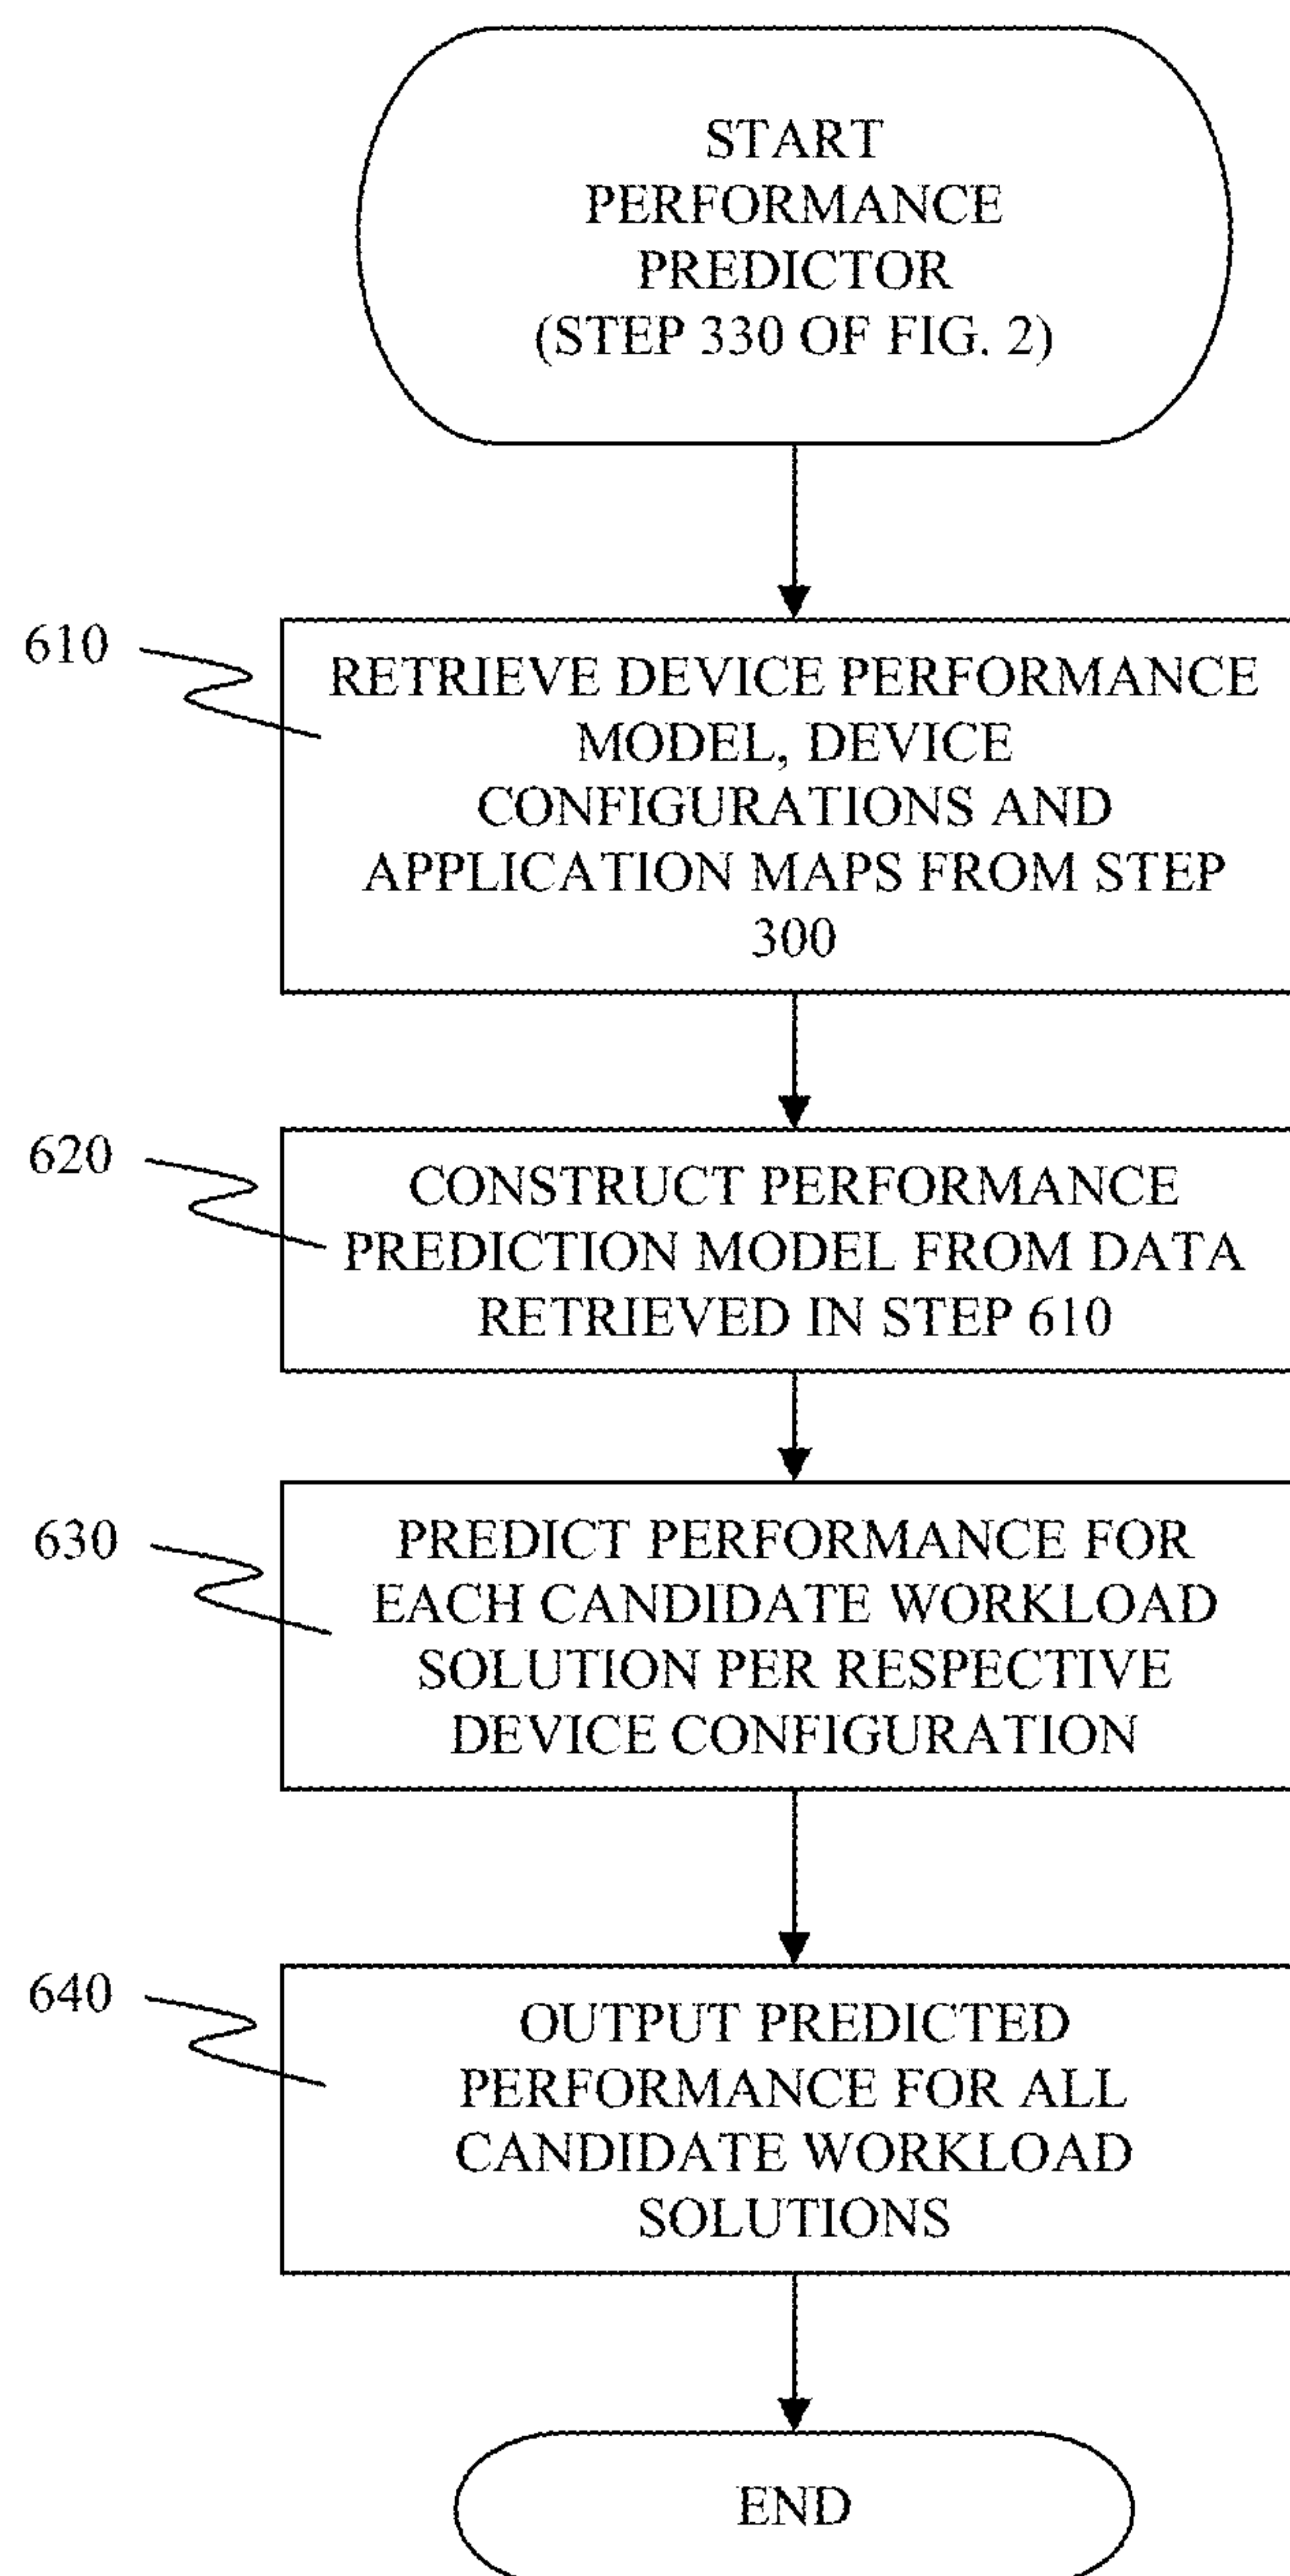 START
PERFORMANCE
PREDICTOR
(STEP 330 OF FIG. 2)
610
RETRIEVE DEVICE PERFORMANCE
MODEL, DEVICE
CONFIGURATIONS AND
APPLICATION MAPS FROM STEP
300
620
CONSTRUCT PERFORMANCE
PREDICTION MODEL FROM DATA
RETRIEVED IN STEP 610
630
PREDICT PERFORMANCE FOR
EACH CANDIDATE WORKLOAD
SOLUTION PER RESPECTIVE
DEVICE CONFIGURATION
640
OUTPUT PREDICTED
PERFORMANCE FOR ALL
CANDIDATE WORKLOAD
SOLUTIONS
END